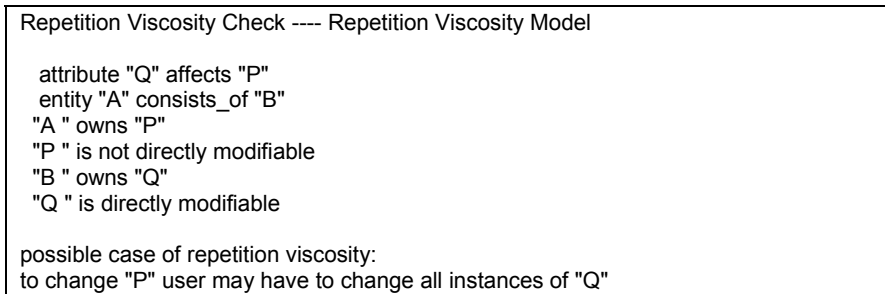 Repetition Viscosity Check ---- Repetition Viscosity Model
attribute "Q" affects "P"
entity "A" consists_of "B"
"A " owns "P"
"P " is not directly modifiable
"B " owns "Q"
"Q " is directly modifiable
possible case of repetition viscosity:
to change "P" user may have to change all instances of "Q"